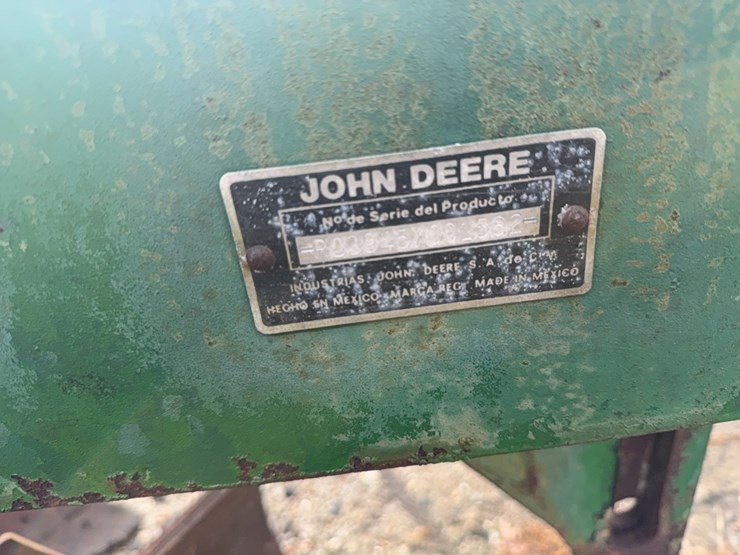 JOHN DEERE
Nº de Serie del Producto
INDUSTRIAS JOHN DEERE S.A. de C.V.
HECHO EN MEXICO MARCA REG. MADE IN MEXICO